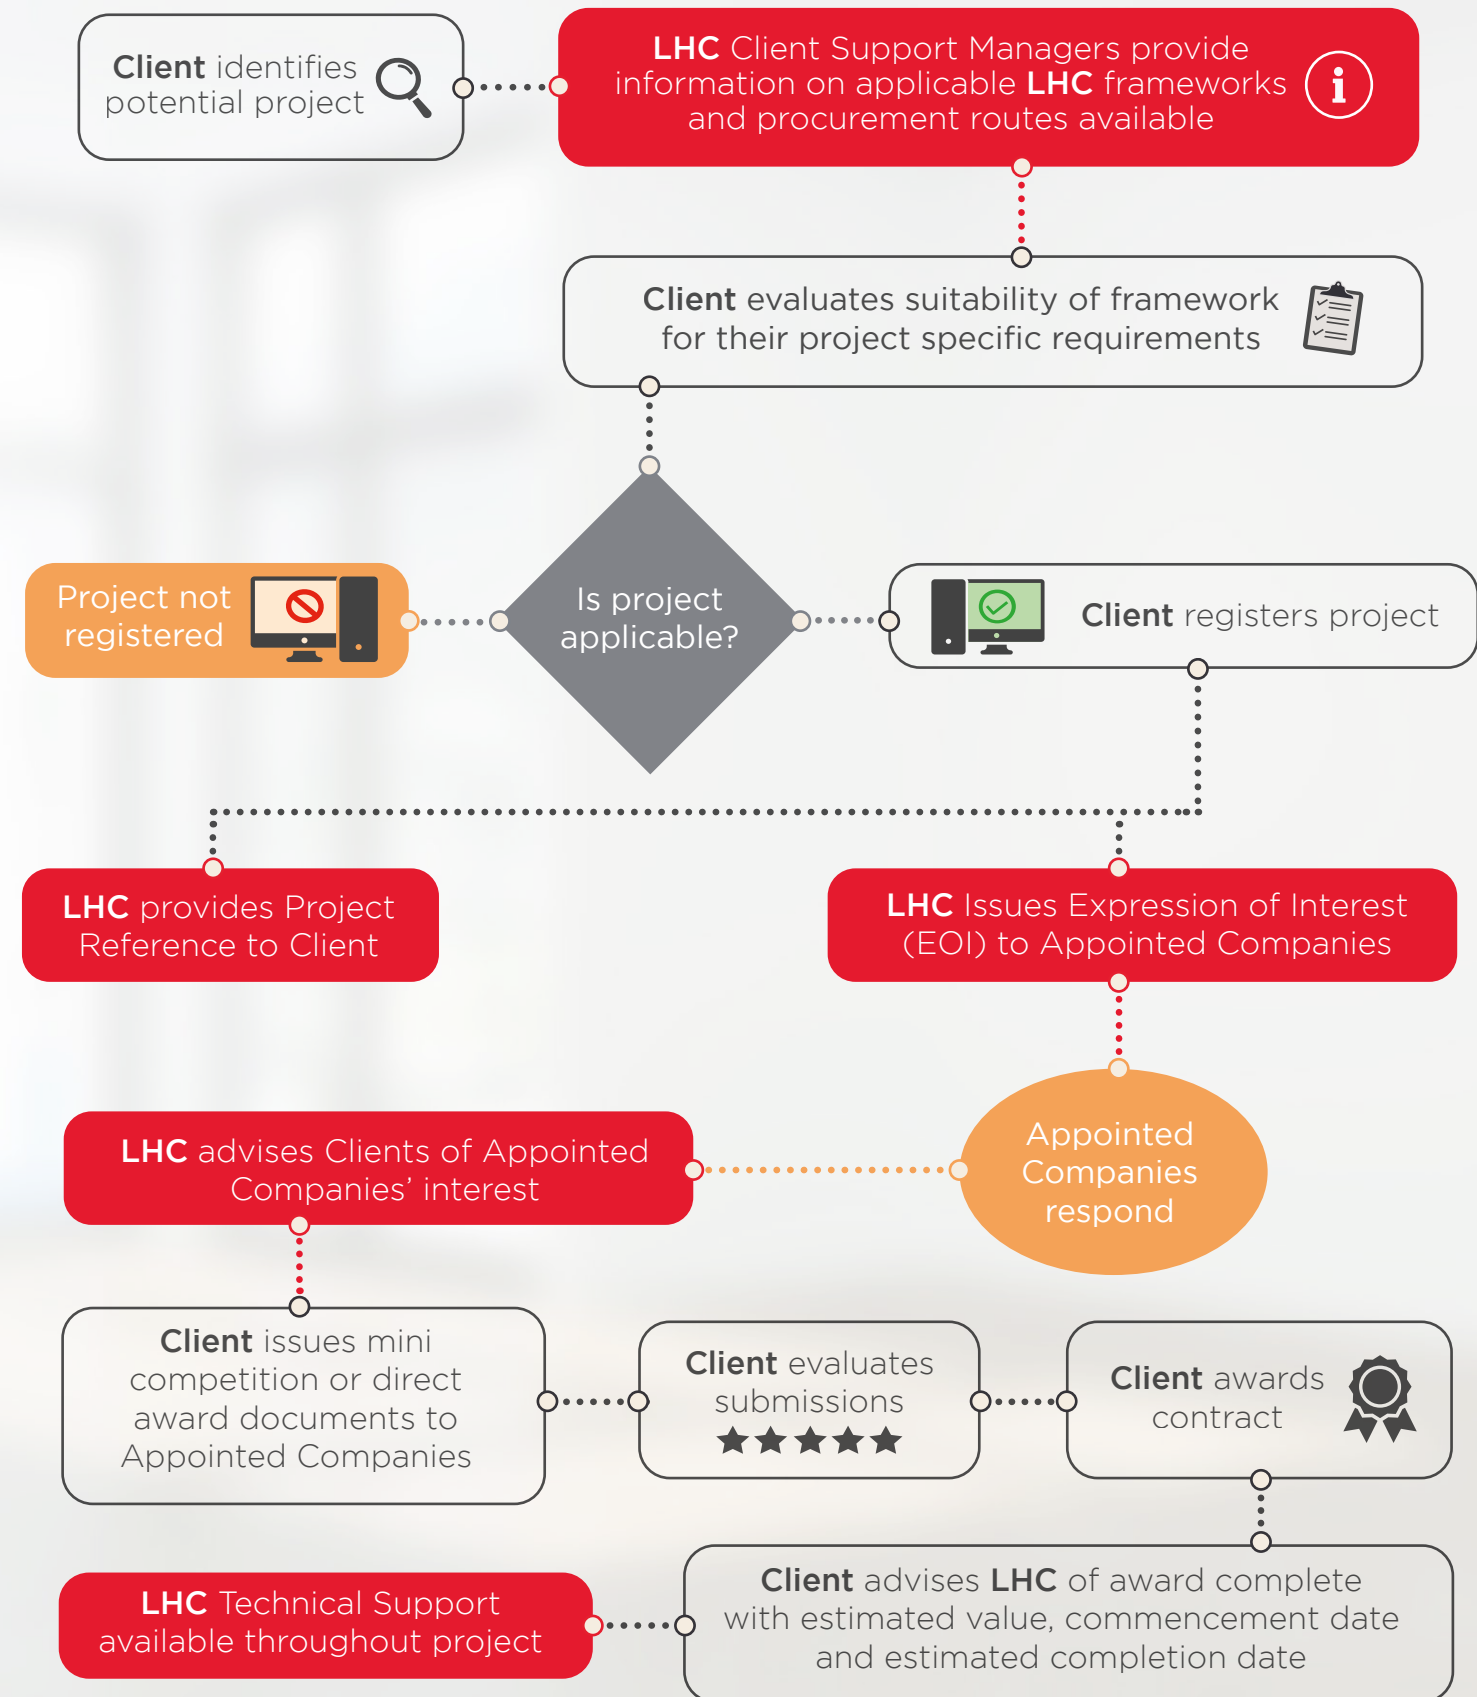 Client identifies
potential project
LHC Client Support Managers provide
information on applicable LHC frameworks
and procurement routes available
i
Client evaluates suitability of framework
for their project specific requirements
Is project
applicable?
Project not
registered
Client registers project
LHC provides Project
Reference to Client
LHC Issues Expression of Interest
(EOI) to Appointed Companies
Appointed
Companies
respond
LHC advises Clients of Appointed
Companies’ interest
Client issues mini
competition or direct
award documents to
Appointed Companies
Client evaluates
submissions
Client awards
contract
Client advises LHC of award complete
with estimated value, commencement date
and estimated completion date
LHC Technical Support
available throughout project